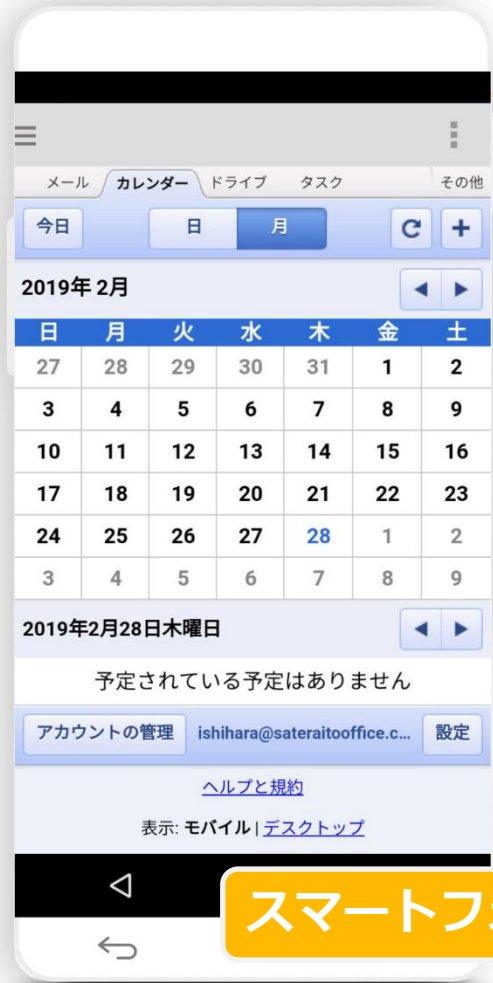 メール カレンダー ドライブ タスク その他
今日 日 月
2019年 2月
日 月 火 水 木 金 土
27 28 29 30 31 1 2
3 4 5 6 7 8 9
10 11 12 13 14 15 16
17 18 19 20 21 22 23
24 25 26 27 28 1 2
3 4 5 6 7 8 9
2019年2月28日木曜日
予定されている予定はありません
アカウントの管理 ishihara@sateraitooffice.c... 設定
ヘルプと規約
表示: モバイル | デスクトップ
スマートフ